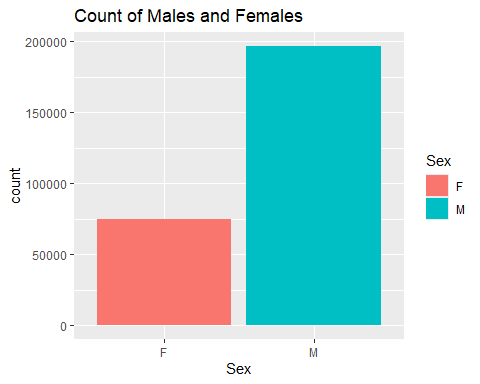 Count of Males and Females
200000
150000
100000
50000
0
count
F
M
Sex
Sex
F
M